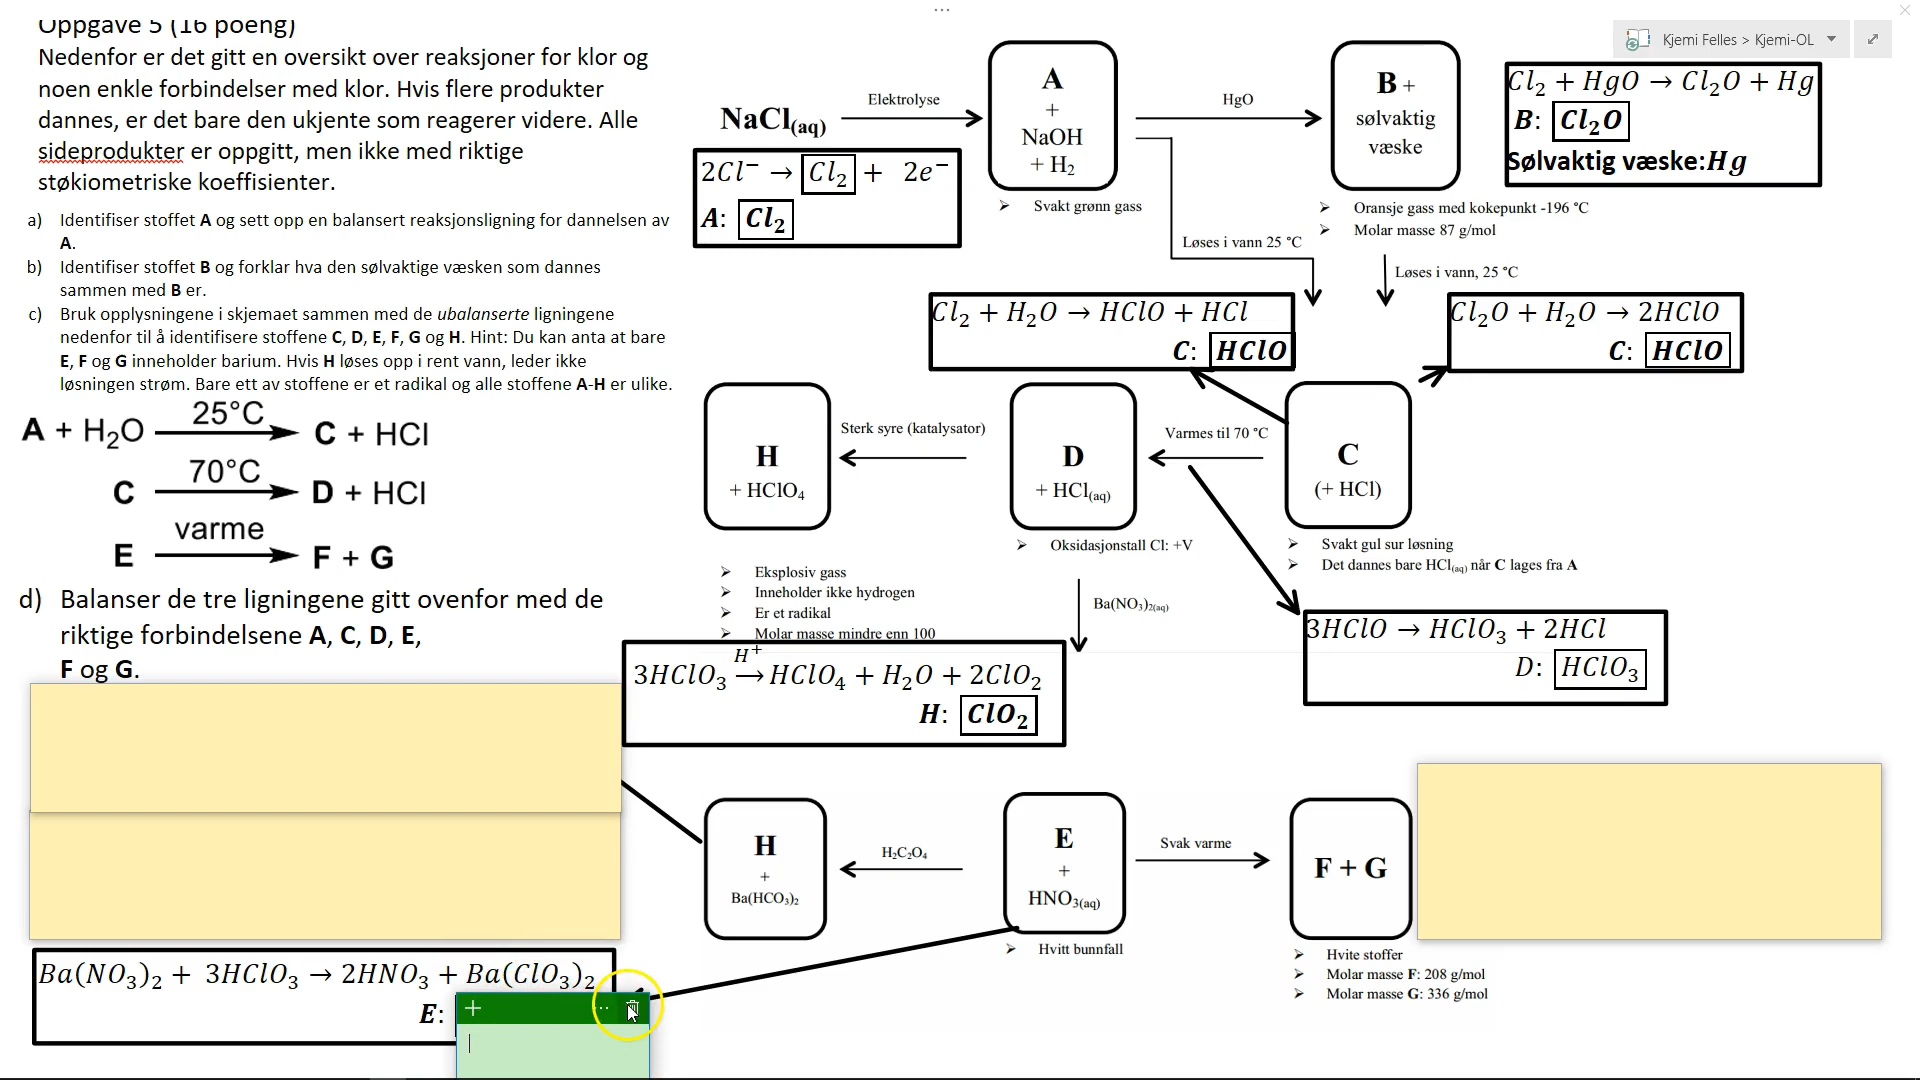 Oppgave 5 (16 poeng)
Nedenfor er det gitt en oversikt over reaksjoner for klor og
noen enkle forbindelser med klor. Hvis flere produkter
dannes, er det bare den ukjente som reagerer videre. Alle
sideprodukter er oppgitt, men ikke med riktige
støkiometriske koeffisienter.
a) Identifiser stoffet A og sett opp en balansert reaksjonsligning for dannelsen av
A.
b) Identifiser stoffet B og forklar hva den sølvaktige væsken som dannes
sammen med B er.
c) Bruk opplysningene i skjemaet sammen med de ubalanserte ligningene
nedenfor til å identifisere stoffene C, D, E, F, G og H. Hint: Du kan anta at bare
E, F og G inneholder barium. Hvis H løses opp i rent vann, leder ikke
løsningen strøm. Bare ett av stoffene er et radikal og alle stoffene A-H er ulike.
25°C
A + H₂O → C + HCl
70°C
C → D + HCl
varme
E → F + G
d) Balanser de tre ligningene gitt ovenfor med de
riktige forbindelsene A, C, D, E,
F og G.
Ba(NO₃)₂ + 3HClO₃ → 2HNO₃ + Ba(ClO₃)₂
E:
Kjemi Felles > Kjemi-OL
NaCl(aq)
Elektrolyse
A
+
NaOH
+ H₂
➢ Svakt grønn gass
HgO
B +
sølvaktig
væske
➢ Oransje gass med kokepunkt -196 °C
➢ Molar masse 87 g/mol
Cl₂ + HgO → Cl₂O + Hg
B: Cl₂O
Sølvaktig væske:Hg
2Cl⁻ → Cl₂ + 2e⁻
A: Cl₂
Løses i vann 25 °C
Løses i vann, 25 °C
Cl₂ + H₂O → HClO + HCl
C: HClO
Cl₂O + H₂O → 2HClO
C: HClO
H
+ HClO₄
Sterk syre (katalysator)
D
+ HCl(aq)
Varmes til 70 °C
C
(+ HCl)
➢ Oksidasjonstall Cl: +V
➢ Svakt gul sur løsning
➢ Det dannes bare HCl(aq) når C lages fra A
➢ Eksplosiv gass
➢ Inneholder ikke hydrogen
➢ Er et radikal
➢ Molar masse mindre enn 100
Ba(NO₃)₂(aq)
3HClO → HClO₃ + 2HCl
D: HClO₃
H⁺
3HClO₃ → HClO₄ + H₂O + 2ClO₂
H: ClO₂
H
+
Ba(HCO₃)₂
H₂C₂O₄
E
+
HNO₃(aq)
Svak varme
F + G
➢ Hvitt bunnfall
➢ Hvite stoffer
➢ Molar masse F: 208 g/mol
➢ Molar masse G: 336 g/mol